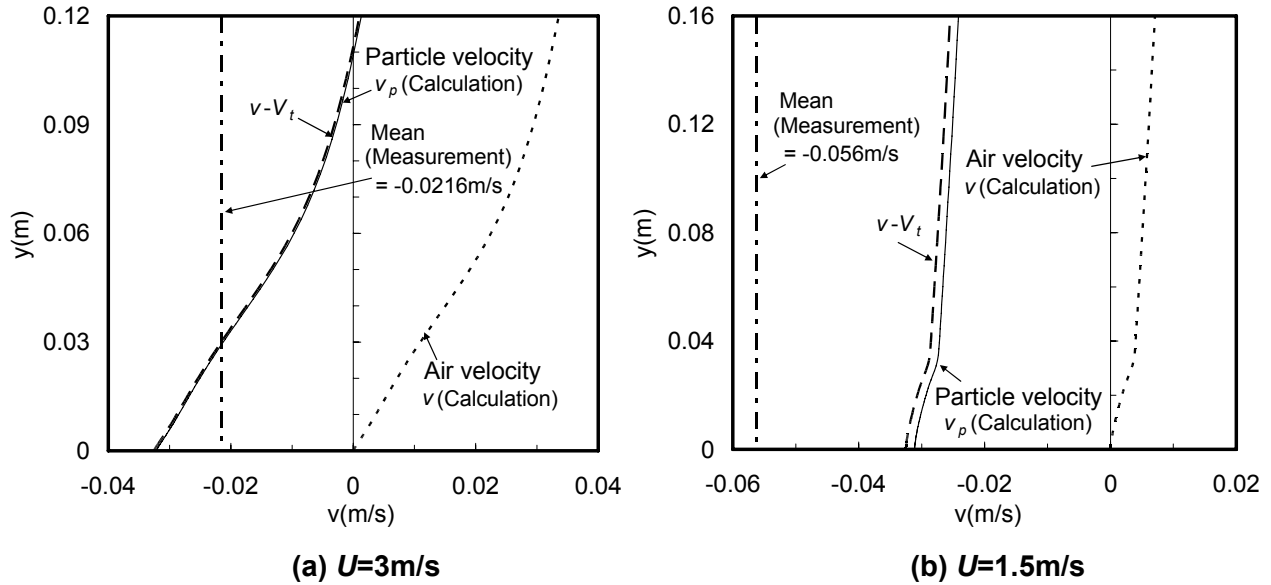 0.12
0.09
0.06
0.03
0
y(m)
Particle velocity
v_p (Calculation)
v-V_t
Mean
(Measurement)
= -0.0216m/s
Air velocity
v (Calculation)
-0.04
-0.02
0
0.02
0.04
v(m/s)
(a) U=3m/s
0.16
0.12
0.08
0.04
0
y(m)
Mean
(Measurement)
= -0.056m/s
Air velocity
v (Calculation)
v-V_t
Particle velocity
v_p (Calculation)
-0.06
-0.04
-0.02
0
0.02
v(m/s)
(b) U=1.5m/s